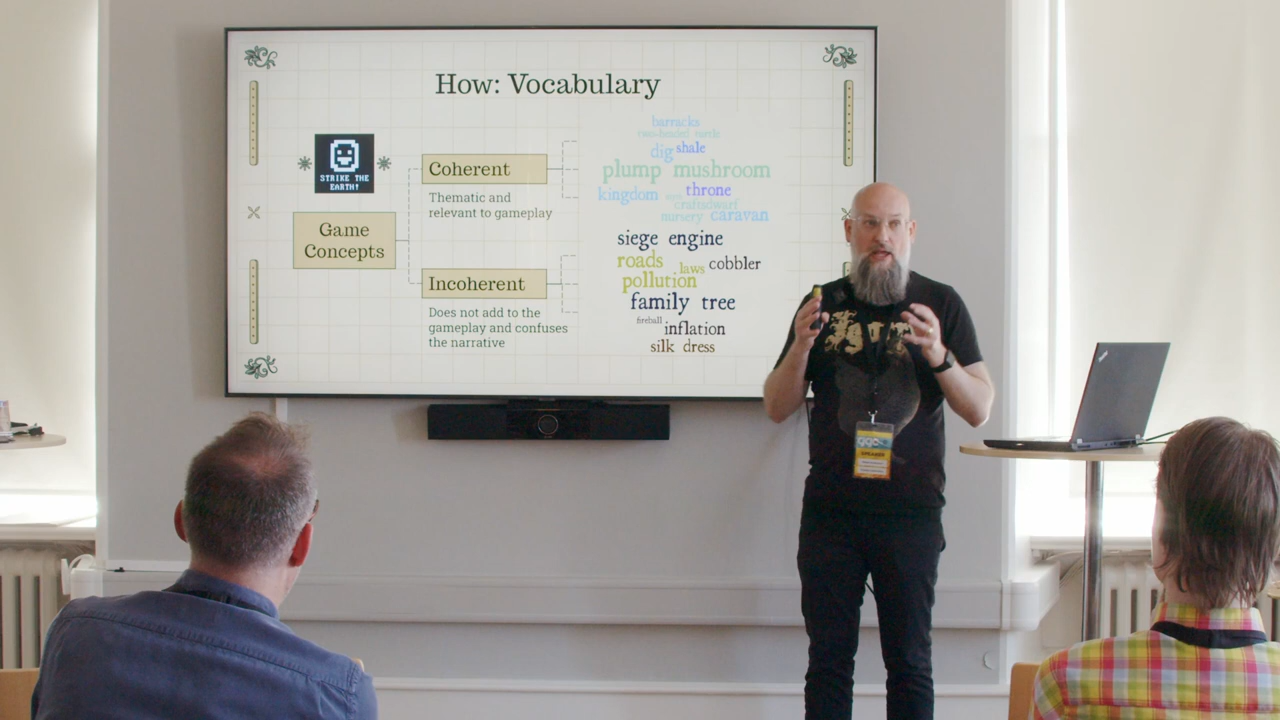 How: Vocabulary
STRIKE THE
EARTH!
Game
Concepts
Coherent
Thematic and
relevant to gameplay
Incoherent
Does not add to the
gameplay and confuses
the narrative
barracks
two-headed turtle
dig shale
plump mushroom
kingdom throne
craftsdwarf
nursery caravan
siege engine
roads laws cobbler
pollution
family tree
fireball inflation
silk dress
SPEAKER